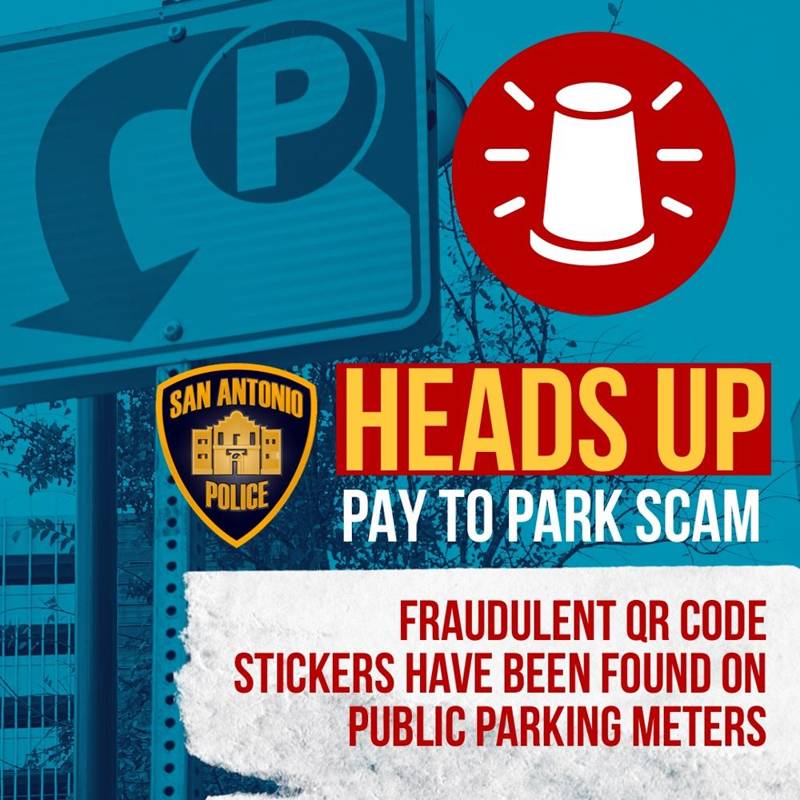 P
SAN ANTONIO
POLICE
HEADS UP
PAY TO PARK SCAM
FRAUDULENT QR CODE
STICKERS HAVE BEEN FOUND ON
PUBLIC PARKING METERS